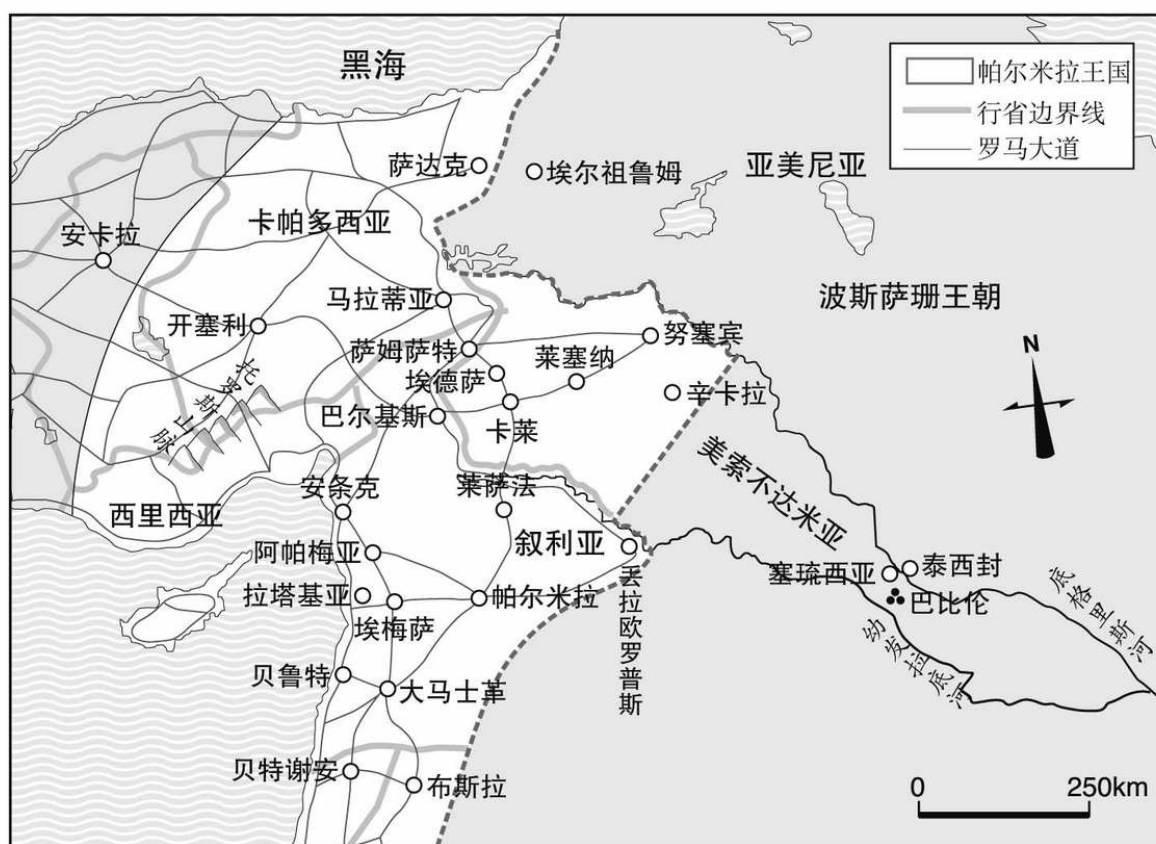 黑海
帕尔米拉王国
行省边界线
罗马大道
萨达克
埃尔祖鲁姆
亚美尼亚
卡帕多西亚
安卡拉
马拉蒂亚
波斯萨珊王朝
开塞利
萨姆萨特
努塞宾
N
莱塞纳
埃德萨
辛卡拉
托罗斯山脉
巴尔基斯
卡莱
美索不达米亚
安条克
莱萨法
西里西亚
叙利亚
阿帕梅亚
塞琉西亚
泰西封
拉塔基亚
帕尔米拉
丢拉欧罗普斯
巴比伦
底格里斯河
埃梅萨
幼发拉底河
贝鲁特
大马士革
贝特谢安
布斯拉
0
250km